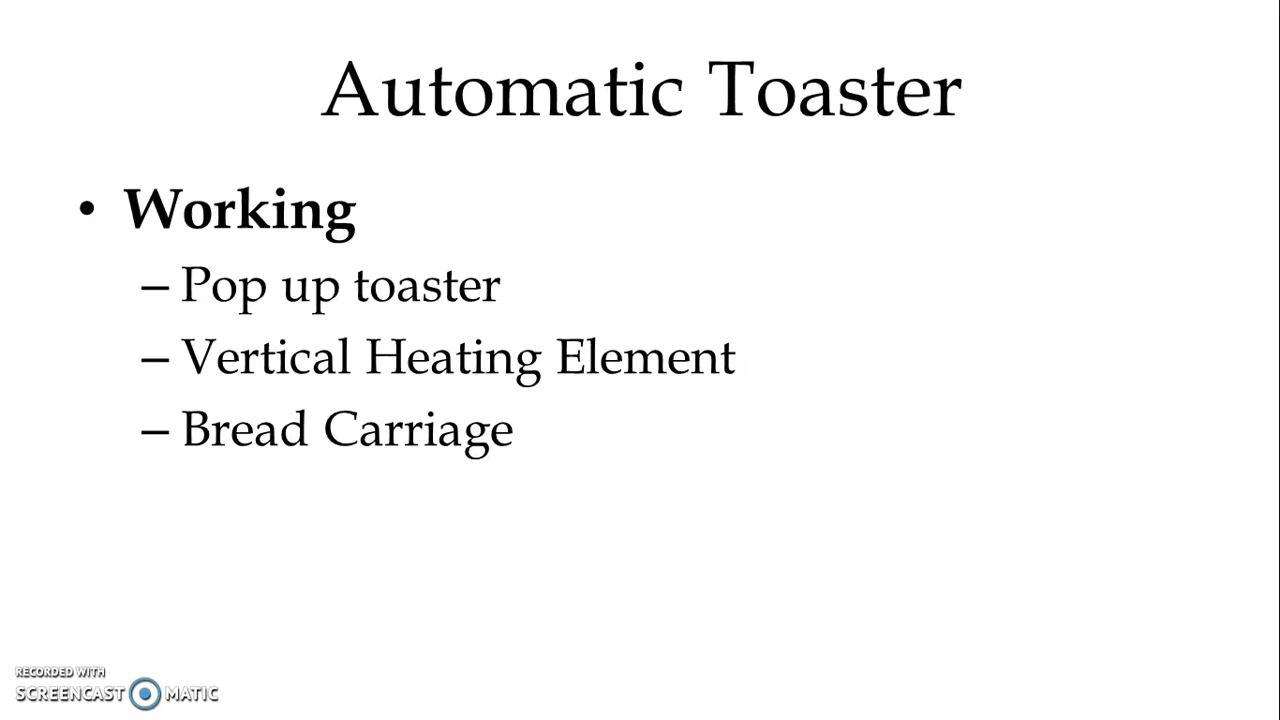 Automatic Toaster
• Working
– Pop up toaster
– Vertical Heating Element
– Bread Carriage
RECORDED WITH
SCREENCAST MATIC